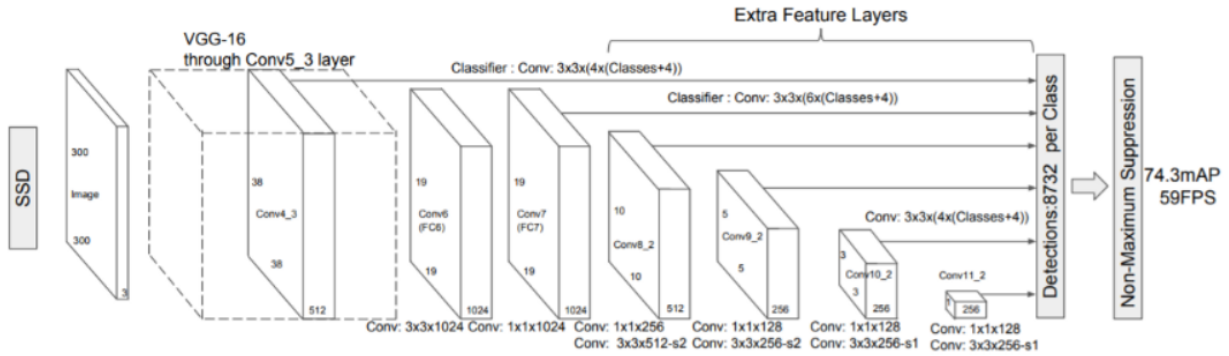 Extra Feature Layers
VGG-16
through Conv5_3 layer
Classifier : Conv: 3x3x(4x(Classes+4))
Classifier : Conv: 3x3x(6x(Classes+4))
SSD
300
Image
300
3
38
Conv4_3
38
512
19
Conv6
(FC6)
19
1024
19
Conv7
(FC7)
19
1024
10
Conv8_2
10
512
5
Conv9_2
5
256
Conv: 3x3x(4x(Classes+4))
3
Conv10_2
3
256
Conv11_2
1
256
Detections:8732 per Class
Non-Maximum Suppression
74.3mAP
59FPS
Conv: 3x3x1024
Conv: 1x1x1024
Conv: 1x1x256
Conv: 3x3x512-s2
Conv: 1x1x128
Conv: 3x3x256-s2
Conv: 1x1x128
Conv: 3x3x256-s1
Conv: 1x1x128
Conv: 3x3x256-s1